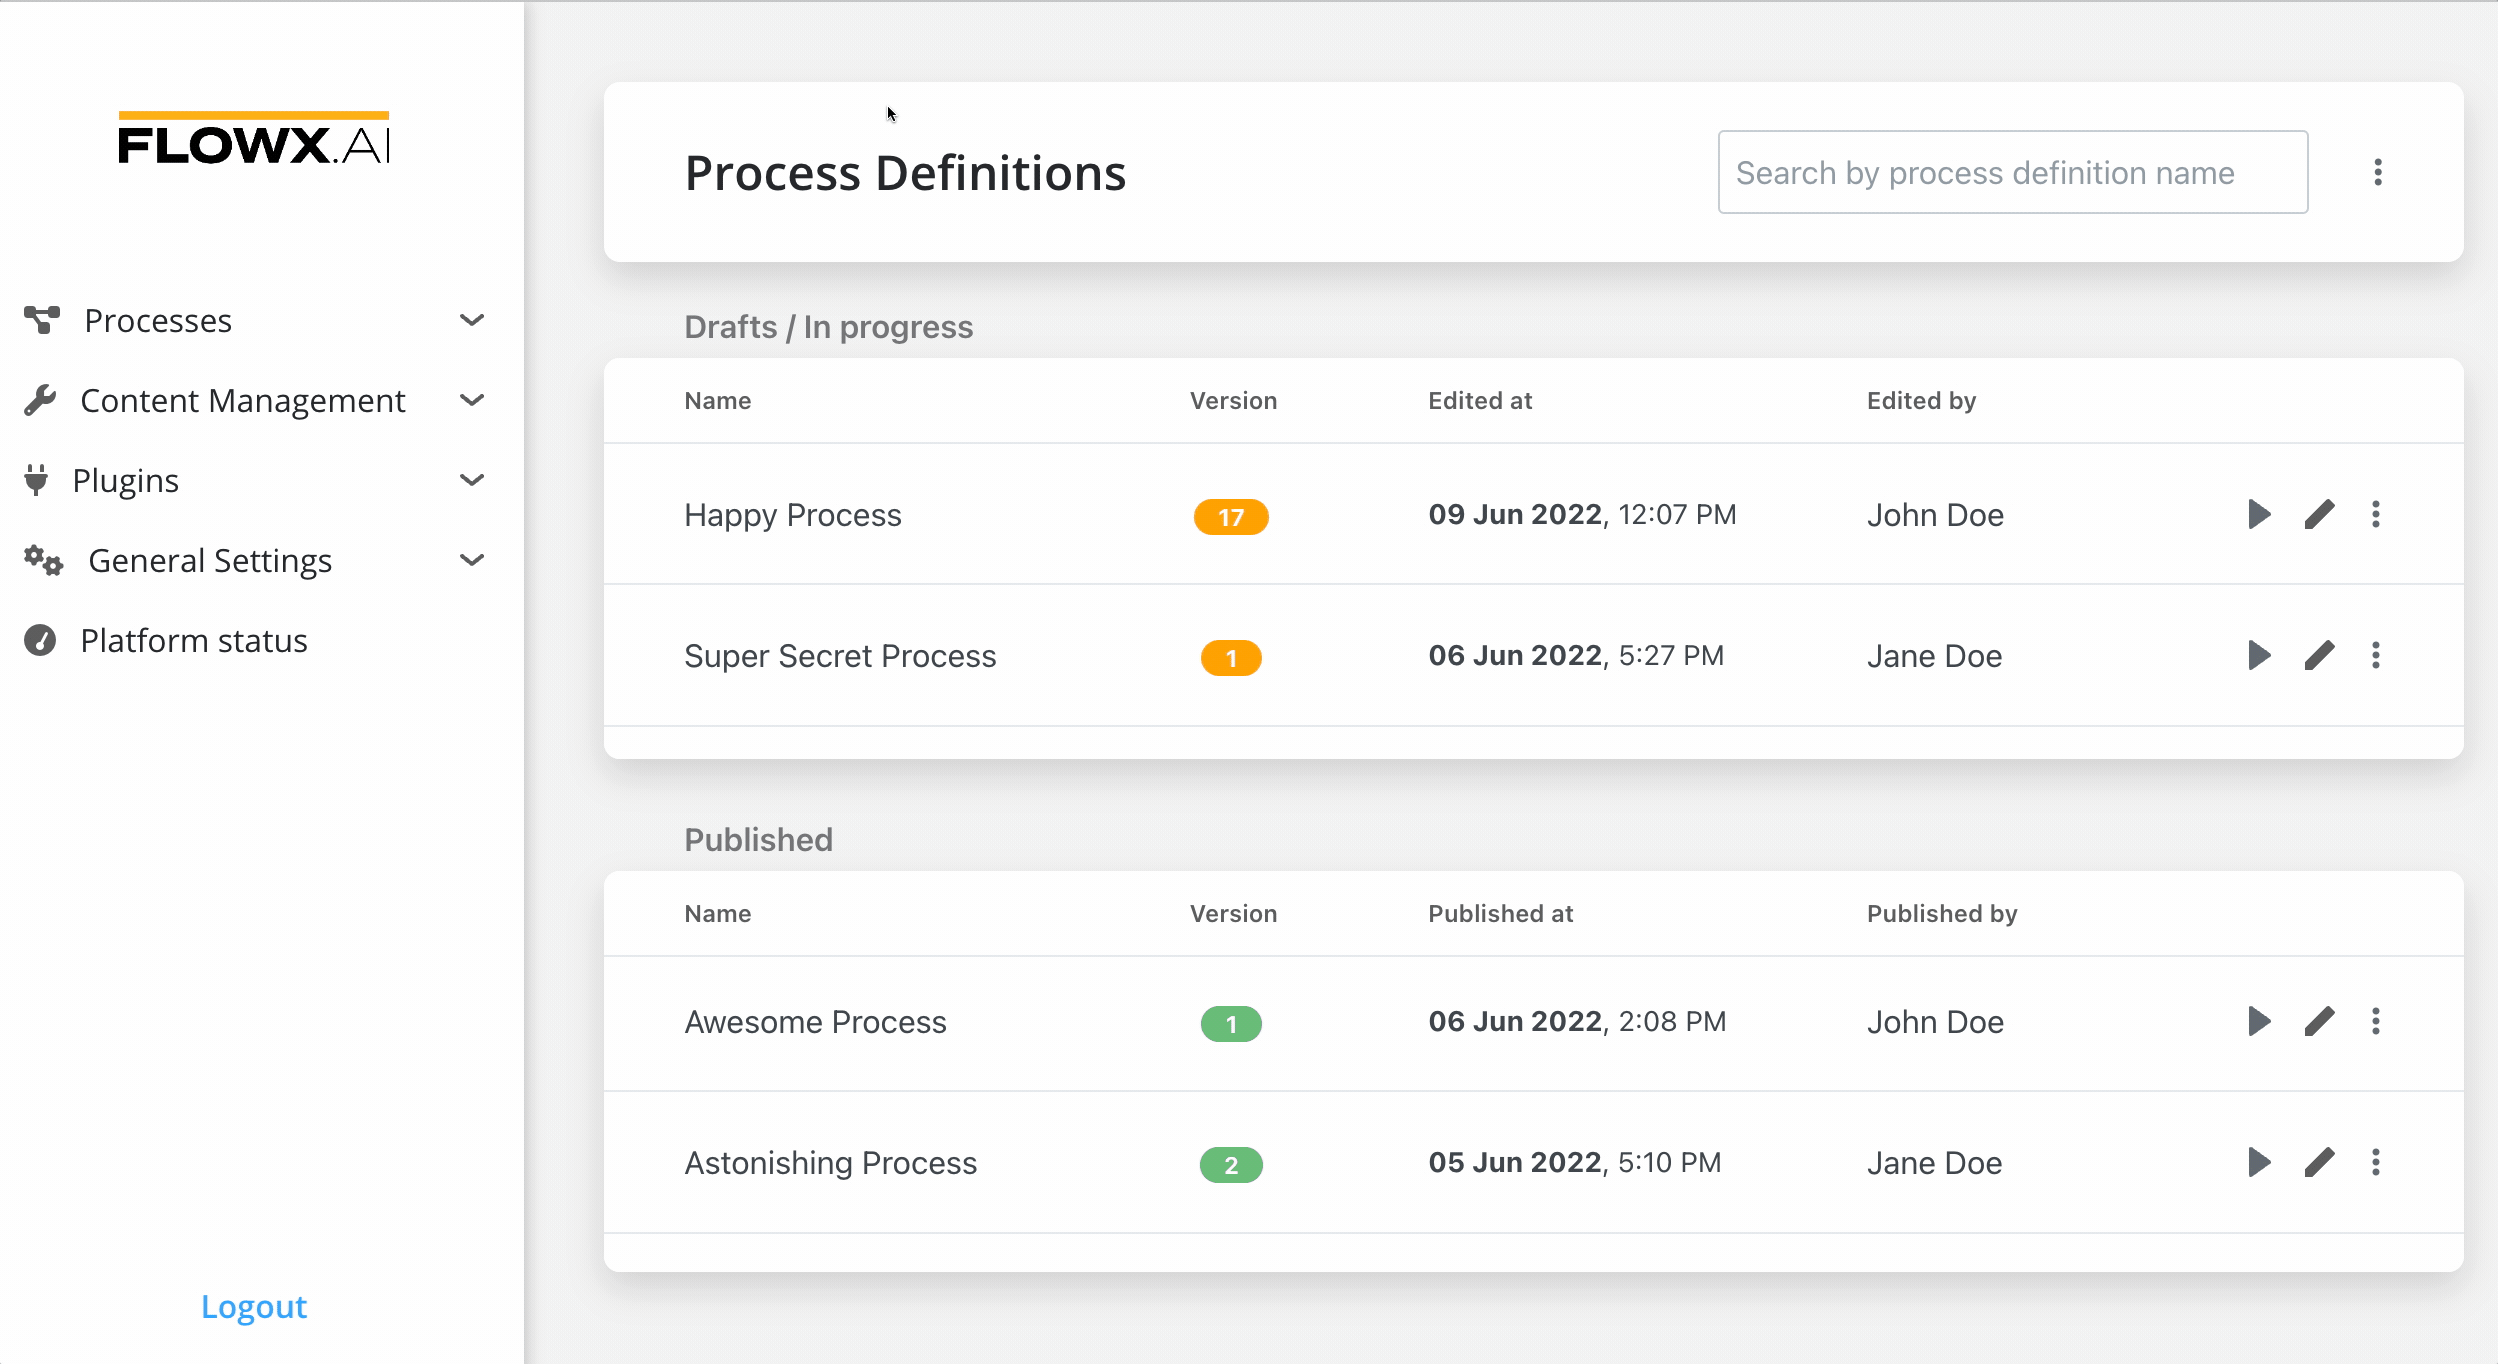 FLOWX.AI
Processes
Content Management
Plugins
General Settings
Platform status
Logout
Process Definitions
Search by process definition name
Drafts / In progress
Name Version Edited at Edited by
Happy Process 17 09 Jun 2022, 12:07 PM John Doe
Super Secret Process 1 06 Jun 2022, 5:27 PM Jane Doe
Published
Name Version Published at Published by
Awesome Process 1 06 Jun 2022, 2:08 PM John Doe
Astonishing Process 2 05 Jun 2022, 5:10 PM Jane Doe